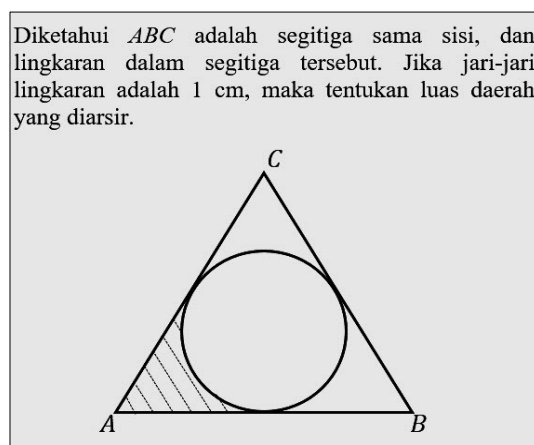 Diketahui ABC adalah segitiga sama sisi, dan
lingkaran dalam segitiga tersebut. Jika jari-jari
lingkaran adalah 1 cm, maka tentukan luas daerah
yang diarsir.
C
A
B